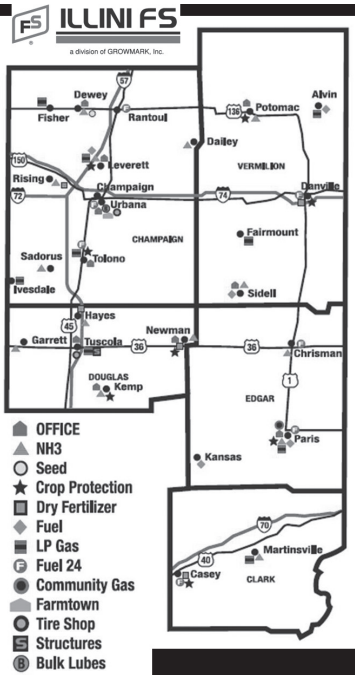 FS ILLINI FS
a division of GROWMARK, Inc.
57
Dewey
Fisher
Rantoul
136
Potomac
Alvin
Dailey
150
Leverett
VERMILION
Rising
Champaign
72
Urbana
74
Danville
CHAMPAIGN
Fairmount
Sadorus
Tolono
Ivesdale
Sidell
Hayes
45
Newman
Garrett
Tuscola
36
36
Chrisman
DOUGLAS
Kemp
1
EDGAR
Paris
Kansas
OFFICE
NH3
Seed
Crop Protection
Dry Fertilizer
Fuel
LP Gas
F Fuel 24
Community Gas
Farmtown
Tire Shop
S Structures
B Bulk Lubes
70
40
Martinsville
Casey
CLARK